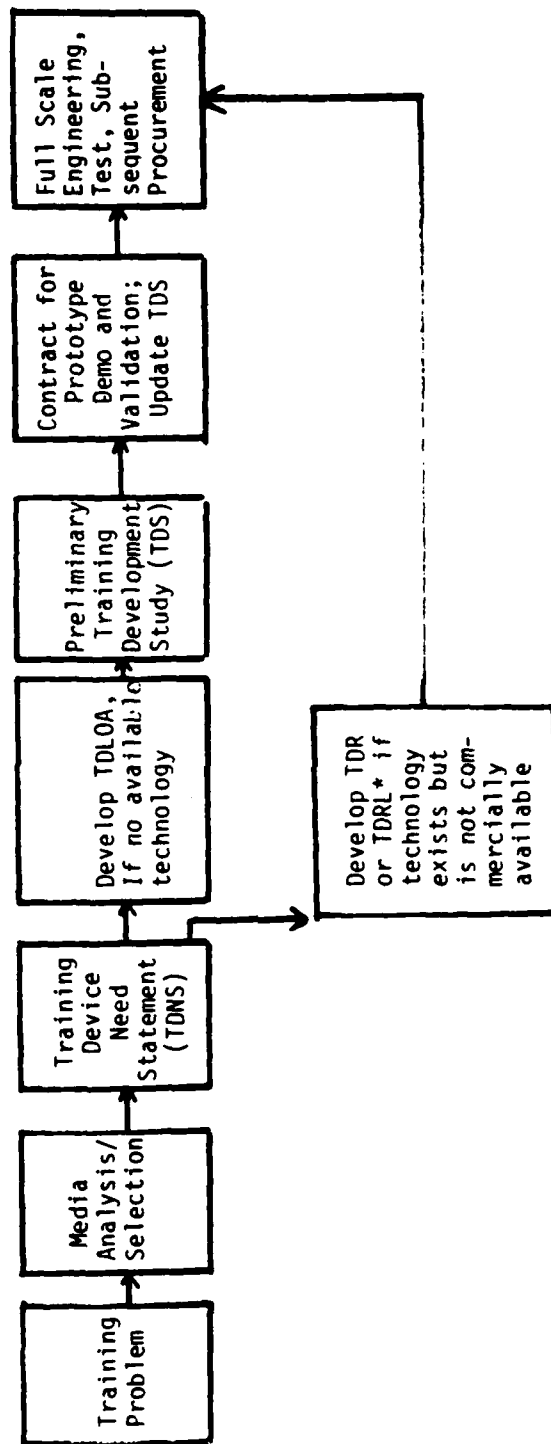 Training
Problem
Media
Analysis/
Selection
Training
Device
Need
Statement
(TDNS)
Develop TDLOA,
If no available
technology
Preliminary
Training
Development
Study (TDS)
Contract for
Prototype
Demo and
Validation;
Update TDS
Full Scale
Engineering,
Test, Sub-
sequent
Procurement
Develop TDR
or TDRL* if
technology
exists but
is not com-
mercially
available